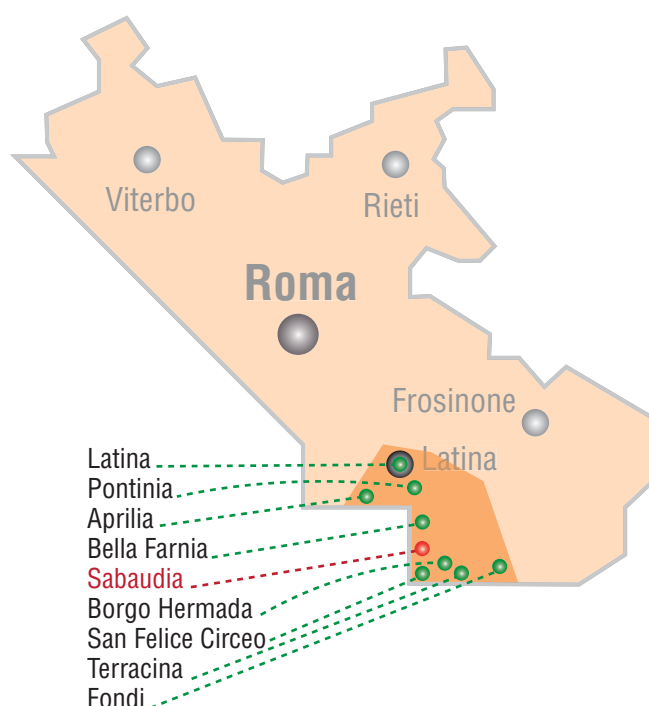 Viterbo
Rieti
Roma
Frosinone
Latina
Latina
Pontinia
Aprilia
Bella Farnia
Sabaudia
Borgo Hermada
San Felice Circeo
Terracina
Fondi